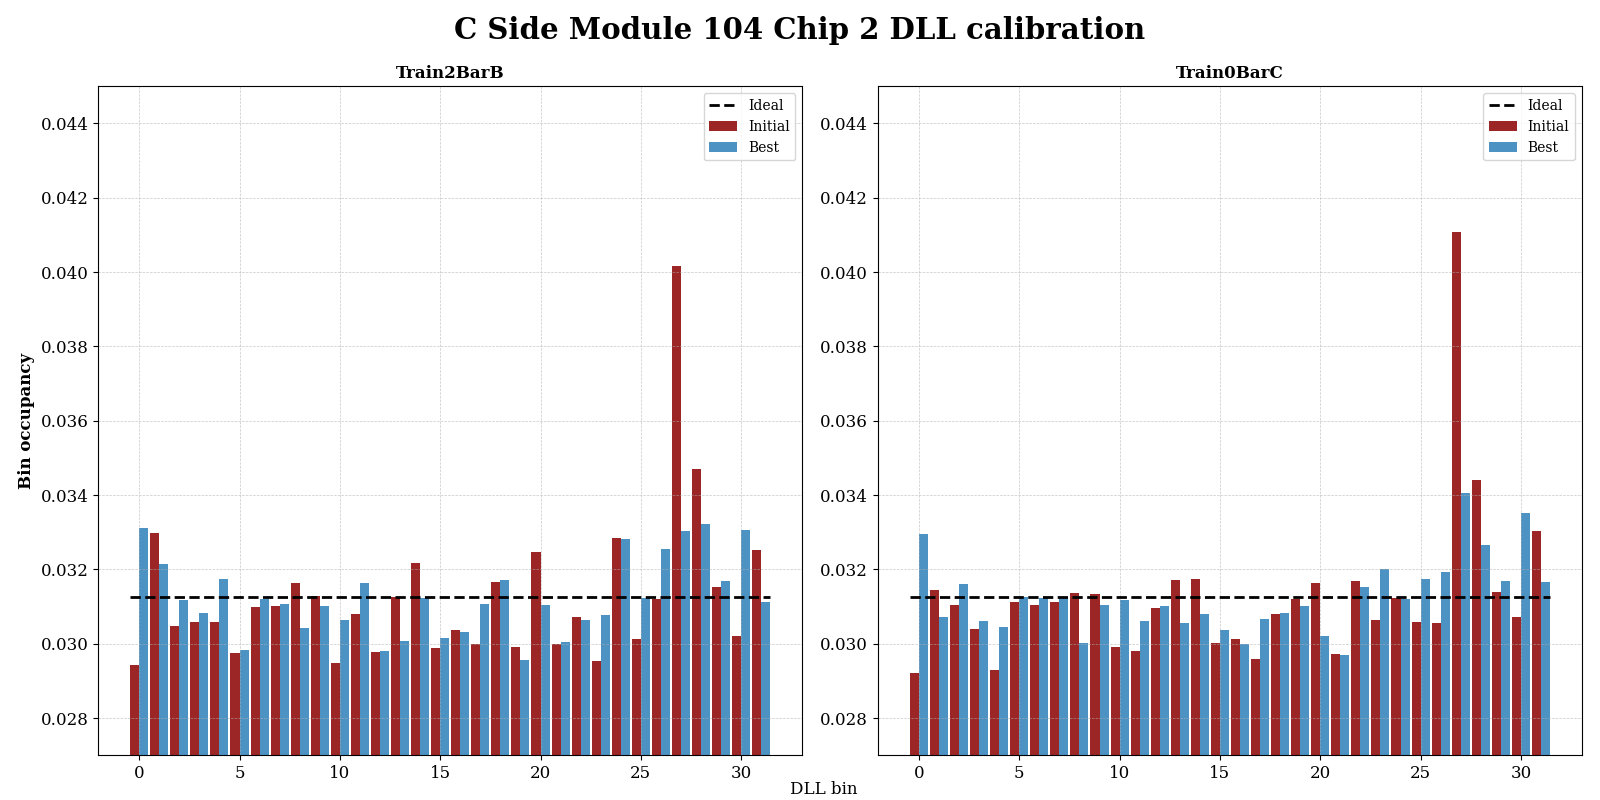 C Side Module 104 Chip 2 DLL calibration
Train2BarB
Train0BarC
Bin occupancy
0.044
0.042
0.040
0.038
0.036
0.034
0.032
0.030
0.028
Ideal
Initial
Best
0 5 10 15 20 25 30
0.044
0.042
0.040
0.038
0.036
0.034
0.032
0.030
0.028
Ideal
Initial
Best
0 5 10 15 20 25 30
DLL bin